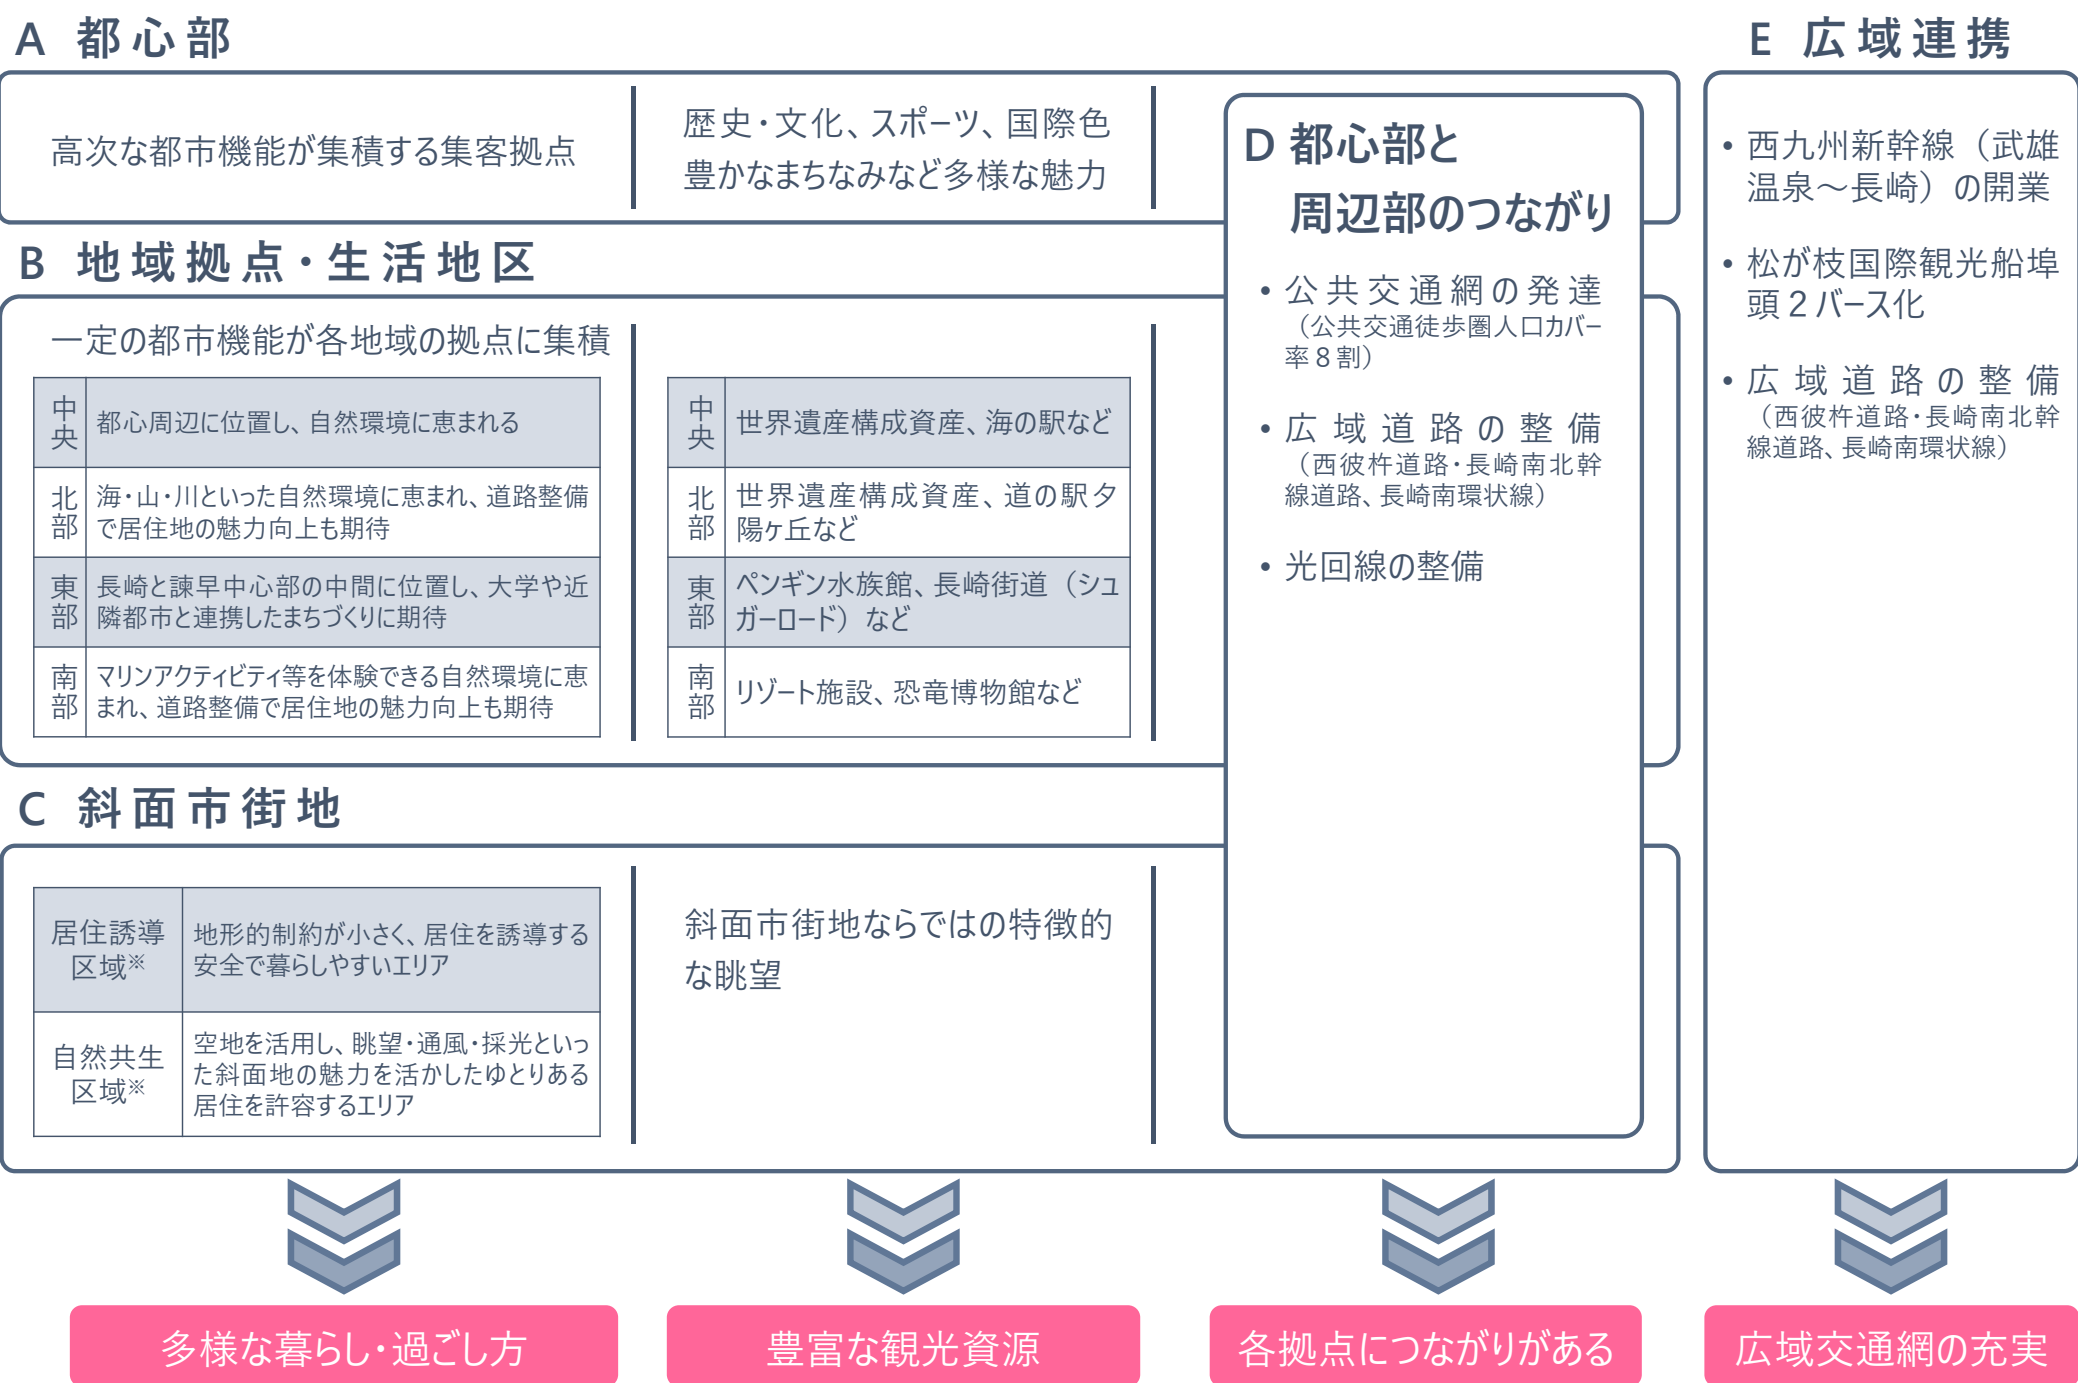 A 都心部
高次な都市機能が集積する集客拠点
歴史・文化、スポーツ、国際色
豊かなまちなみなど多様な魅力
B 地域拠点・生活地区
一定の都市機能が各地域の拠点に集積
中央
都心周辺に位置し、自然環境に恵まれる
北部
海・山・川といった自然環境に恵まれ、道路整備
で居住地の魅力向上も期待
東部
長崎と諫早中心部の中間に位置し、大学や近
隣都市と連携したまちづくりに期待
南部
マリンアクティビティ等を体験できる自然環境に恵
まれ、道路整備で居住地の魅力向上も期待
中央
世界遺産構成資産、海の駅など
北部
世界遺産構成資産、道の駅夕
陽ヶ丘など
東部
ペンギン水族館、長崎街道（シュ
ガーロード）など
南部
リゾート施設、恐竜博物館など
C 斜面市街地
居住誘導
区域※
地形的制約が小さく、居住を誘導する
安全で暮らしやすいエリア
自然共生
区域※
空地を活用し、眺望・通風・採光といっ
た斜面地の魅力を活かしたゆとりある
居住を許容するエリア
斜面市街地ならではの特徴的
な眺望
D 都心部と
周辺部のつながり
• 公共交通網の発達
（公共交通徒歩圏人口カバー
率８割）
• 広域道路の整備
（西彼杵道路・長崎南北幹
線道路、長崎南環状線）
• 光回線の整備
E 広域連携
• 西九州新幹線（武雄
温泉～長崎）の開業
• 松が枝国際観光船埠
頭２バース化
• 広域道路の整備
（西彼杵道路・長崎南北幹
線道路、長崎南環状線）
多様な暮らし・過ごし方
豊富な観光資源
各拠点につながりがある
広域交通網の充実